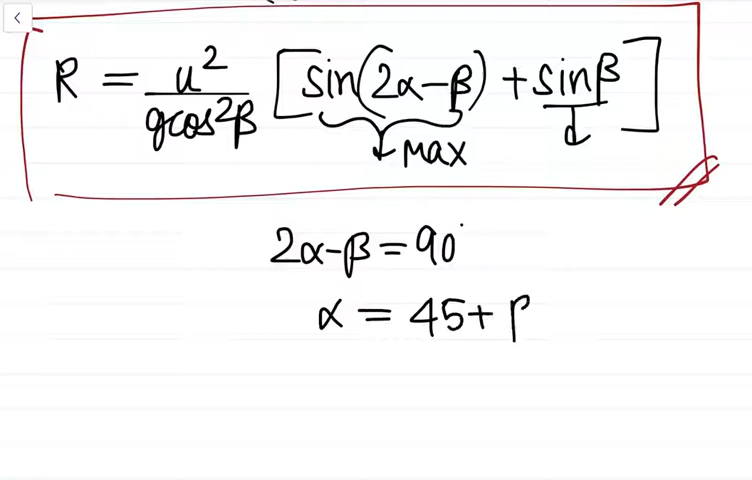 R = u²/gcos²β [sin(2α-β) + sinβ]
MAX d
2α-β = 90°
α = 45+ β